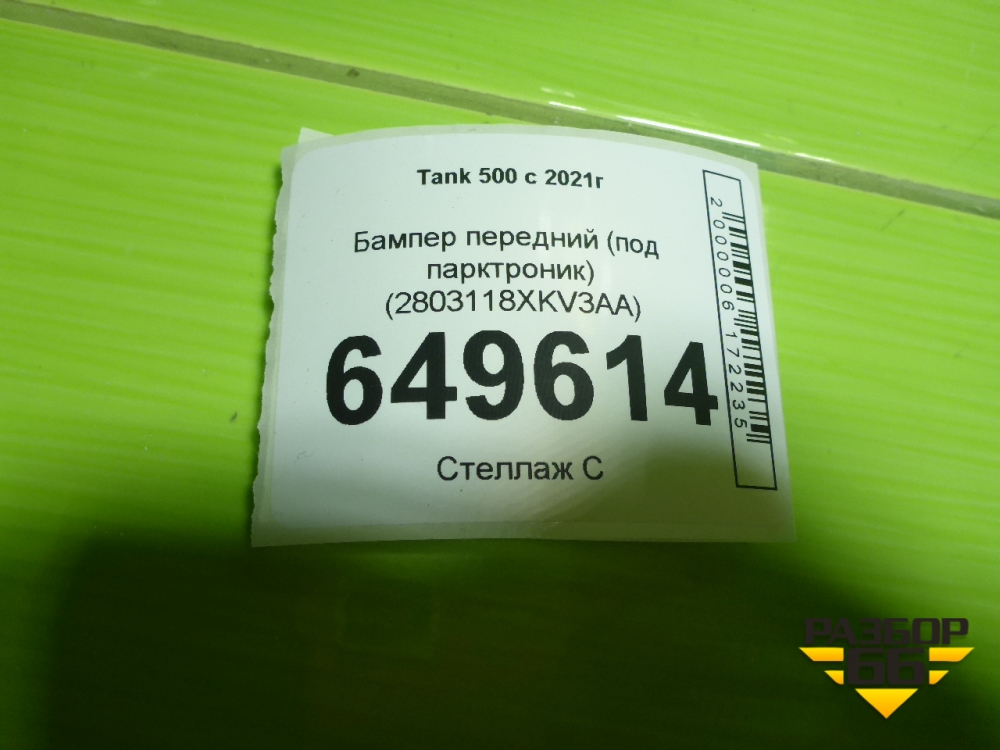 Tank 500 с 2021г
Бампер передний (под
парктроник)
(2803118XKV3AA)
649614
Стеллаж С
2000006172235
РАЗБОР
66